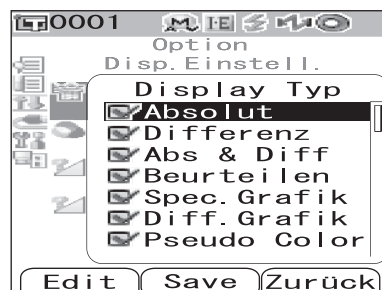 0001 M I·E
Option
Disp.Einstell.
Display Typ
Absolut
Differenz
Abs & Diff
Beurteilen
Spec.Grafik
Diff.Grafik
Pseudo Color
Edit Save Zurück